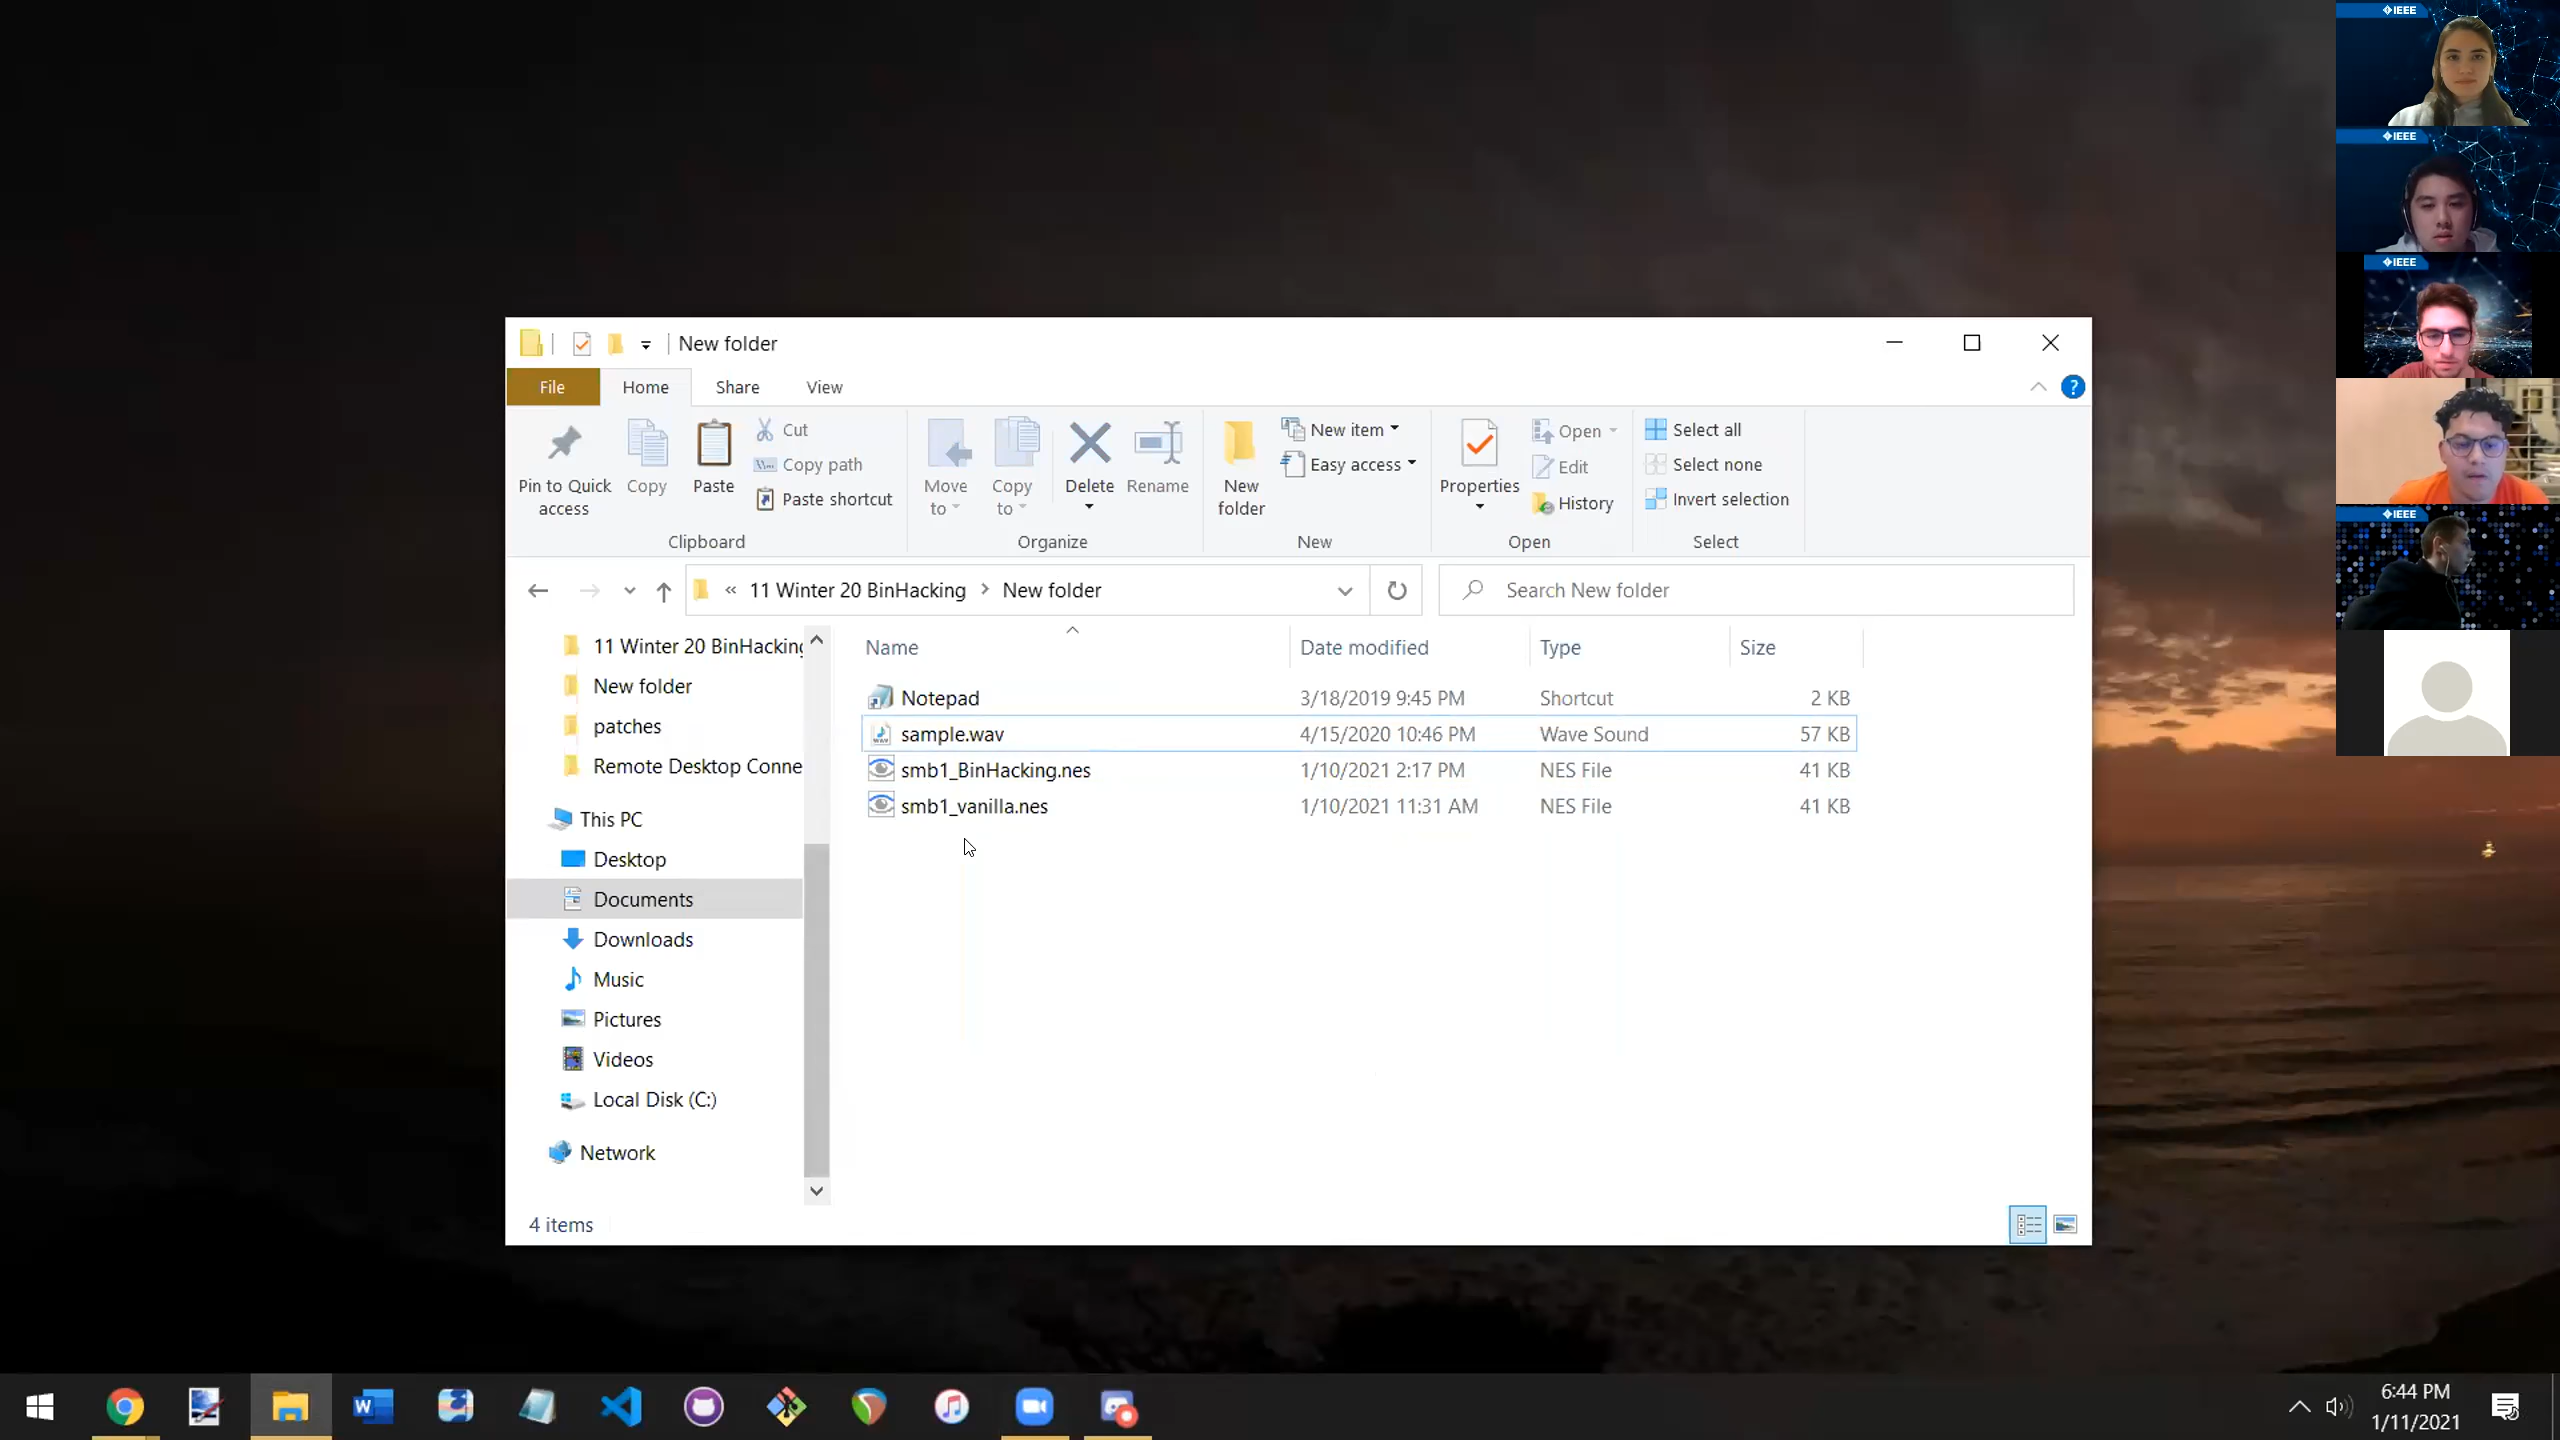 New folder
File
Home
Share
View
Pin to Quick access
Copy
Paste
Cut
Copy path
Paste shortcut
Clipboard
Move to
Copy to
Delete
Rename
Organize
New folder
New item
Easy access
New
Properties
Open
Edit
History
Open
Select all
Select none
Invert selection
Select
« 11 Winter 20 BinHacking > New folder
Search New folder
11 Winter 20 BinHacking
New folder
patches
Remote Desktop Conne
This PC
Desktop
Documents
Downloads
Music
Pictures
Videos
Local Disk (C:)
Network
Name Date modified Type Size
Notepad 3/18/2019 9:45 PM Shortcut 2 KB
sample.wav 4/15/2020 10:46 PM Wave Sound 57 KB
smb1_BinHacking.nes 1/10/2021 2:17 PM NES File 41 KB
smb1_vanilla.nes 1/10/2021 11:31 AM NES File 41 KB
4 items
IEEE
IEEE
IEEE
IEEE
6:44 PM
1/11/2021